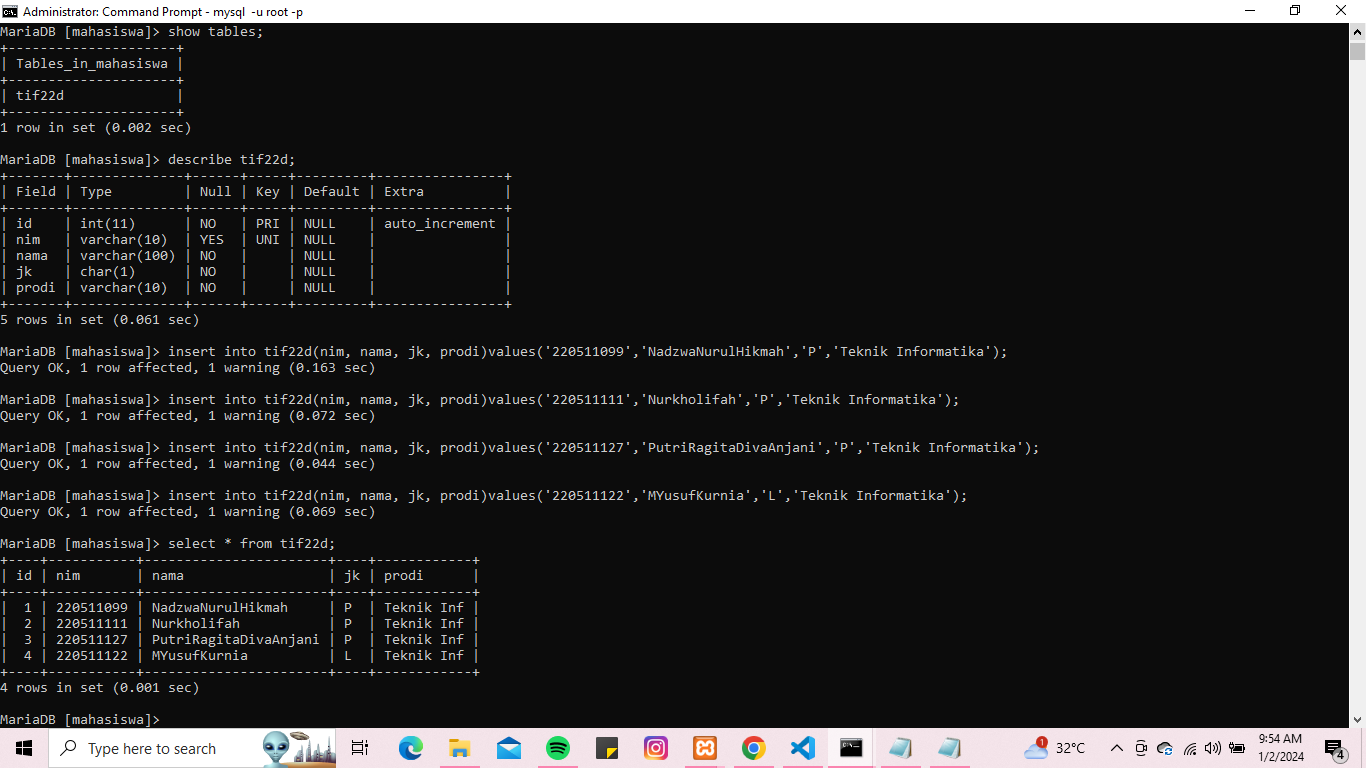 Administrator: Command Prompt - mysql  -u root -p
MariaDB [mahasiswa]> show tables;
+---------------------+
| Tables_in_mahasiswa |
+---------------------+
| tif22d              |
+---------------------+
1 row in set (0.002 sec)

MariaDB [mahasiswa]> describe tif22d;
+-------+--------------+------+-----+---------+----------------+
| Field | Type         | Null | Key | Default | Extra          |
+-------+--------------+------+-----+---------+----------------+
| id    | int(11)      | NO   | PRI | NULL    | auto_increment |
| nim   | varchar(10)  | YES  | UNI | NULL    |                |
| nama  | varchar(100) | NO   |     | NULL    |                |
| jk    | char(1)      | NO   |     | NULL    |                |
| prodi | varchar(10)  | NO   |     | NULL    |                |
+-------+--------------+------+-----+---------+----------------+
5 rows in set (0.061 sec)

MariaDB [mahasiswa]> insert into tif22d(nim, nama, jk, prodi)values('220511099','NadzwaNurulHikmah','P','Teknik Informatika');
Query OK, 1 row affected, 1 warning (0.163 sec)

MariaDB [mahasiswa]> insert into tif22d(nim, nama, jk, prodi)values('220511111','Nurkholifah','P','Teknik Informatika');
Query OK, 1 row affected, 1 warning (0.072 sec)

MariaDB [mahasiswa]> insert into tif22d(nim, nama, jk, prodi)values('220511127','PutriRagitaDivaAnjani','P','Teknik Informatika');
Query OK, 1 row affected, 1 warning (0.044 sec)

MariaDB [mahasiswa]> insert into tif22d(nim, nama, jk, prodi)values('220511122','MYusufKurnia','L','Teknik Informatika');
Query OK, 1 row affected, 1 warning (0.069 sec)

MariaDB [mahasiswa]> select * from tif22d;
+----+-----------+-----------------------+----+------------+
| id | nim       | nama                  | jk | prodi      |
+----+-----------+-----------------------+----+------------+
|  1 | 220511099 | NadzwaNurulHikmah     | P  | Teknik Inf |
|  2 | 220511111 | Nurkholifah           | P  | Teknik Inf |
|  3 | 220511127 | PutriRagitaDivaAnjani | P  | Teknik Inf |
|  4 | 220511122 | MYusufKurnia          | L  | Teknik Inf |
+----+-----------+-----------------------+----+------------+
4 rows in set (0.001 sec)

MariaDB [mahasiswa]>
Type here to search
1
32°C
9:54 AM
1/2/2024
4